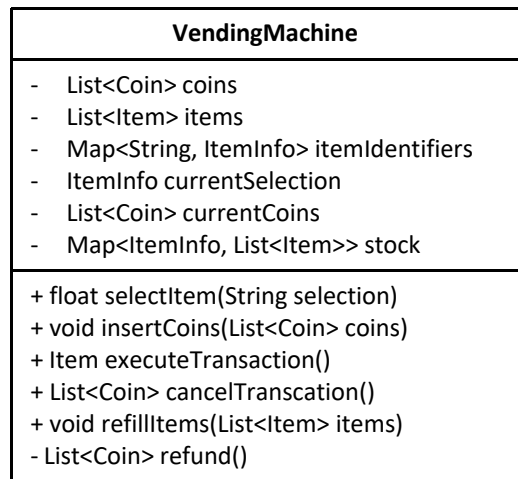 VendingMachine
- List<Coin> coins
- List<Item> items
- Map<String, ItemInfo> itemIdentifiers
- ItemInfo currentSelection
- List<Coin> currentCoins
- Map<ItemInfo, List<Item>> stock
+ float selectItem(String selection)
+ void insertCoins(List<Coin> coins)
+ Item executeTransaction()
+ List<Coin> cancelTranscation()
+ void refillItems(List<Item> items)
- List<Coin> refund()